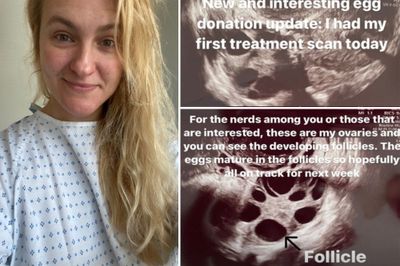 New and interesting egg
donation update: I had my
first treatment scan today
For the nerds among you or those that
are interested, these are my ovaries and
you can see the developing follicles. The
eggs mature in the follicles so hopefully
all on track for next week
Follicle